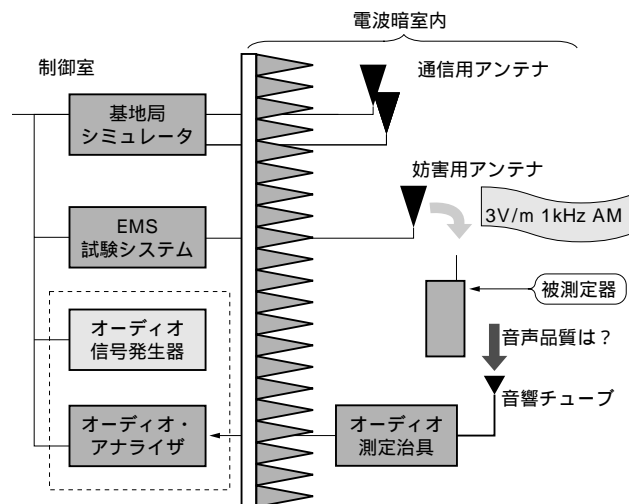 電波暗室内
制御室
通信用アンテナ
基地局
シミュレータ
妨害用アンテナ
3V/m 1kHz AM
EMS
試験システム
被測定器
オーディオ
信号発生器
音声品質は?
音響チューブ
オーディオ・
アナライザ
オーディオ
測定治具